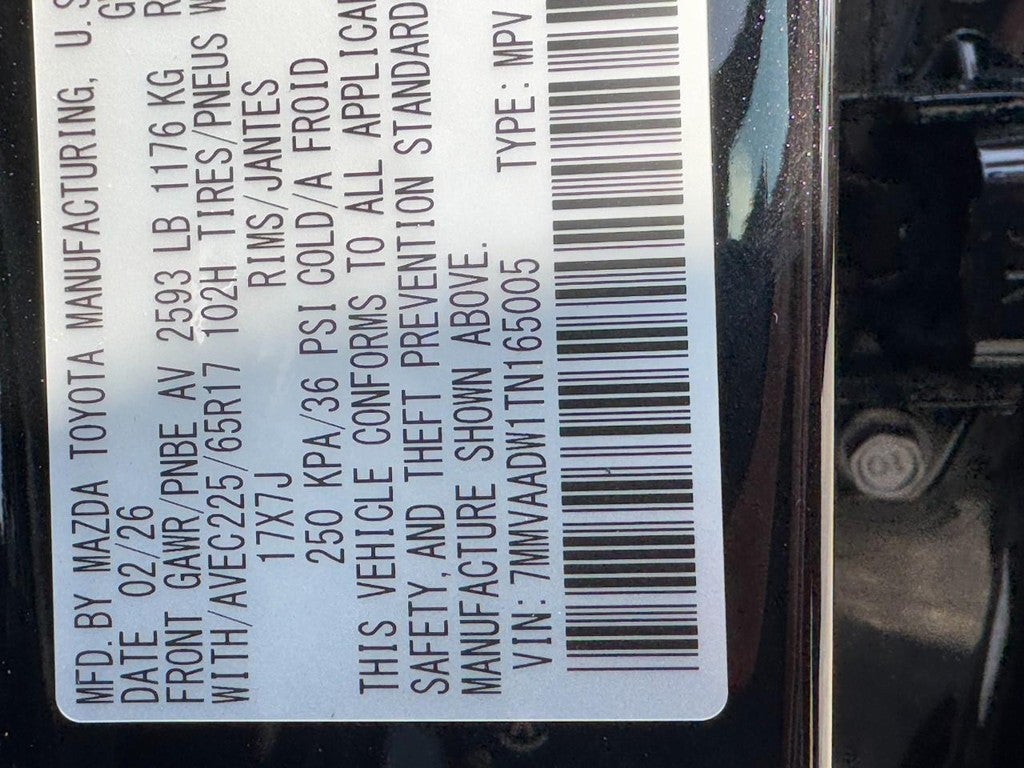 MFD. BY MAZDA TOYOTA MANUFACTURING, U.S
DATE 02/26
FRONT GAWR/PNBE AV 2593 LB 1176 KG
WITH/AVEC225/65R17 102H TIRES/PNEUS
17X7J RIMS/JANTES
250 KPA/36 PSI COLD/A FROID
THIS VEHICLE CONFORMS TO ALL
SAFETY, AND THEFT PREVENTION STANDARD
MANUFACTURE SHOWN ABOVE.
VIN: 7MMVAADW1TN165005 TYPE: MPV